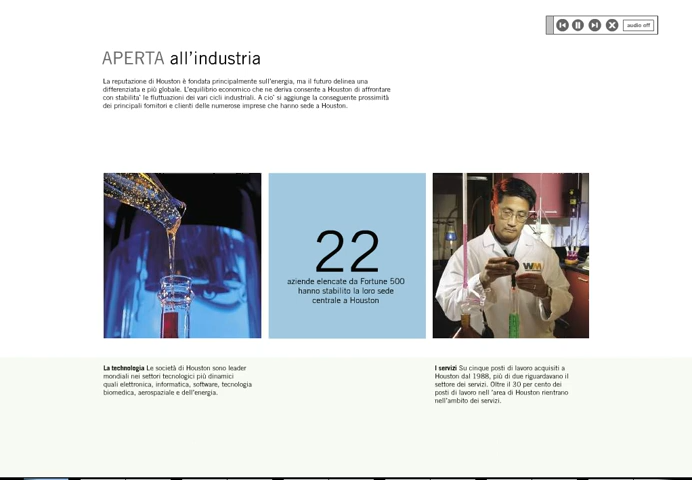 audio off
APERTA all'industria
La reputazione di Houston è fondata principalmente sull'energia, ma il futuro delinea una
differenziata e più globale. L'equilibrio economico che ne deriva consente a Houston di affrontare
con stabilita' le fluttuazioni dei vari cicli industriali. A cio' si aggiunge la conseguente prossimità
dei principali fornitori e clienti delle numerose imprese che hanno sede a Houston.
22
aziende elencate da Fortune 500
hanno stabilito la loro sede
centrale a Houston
WM
La technologia Le società di Houston sono leader
mondiali nei settori tecnologici più dinamici
quali elettronica, informatica, software, tecnologia
biomedica, aerospaziale e dell'energia.
I servizi Su cinque posti di lavoro acquisiti a
Houston dal 1988, più di due riguardavano il
settore dei servizi. Oltre il 30 per cento dei
posti di lavoro nell 'area di Houston rientrano
nell'ambito dei servizi.